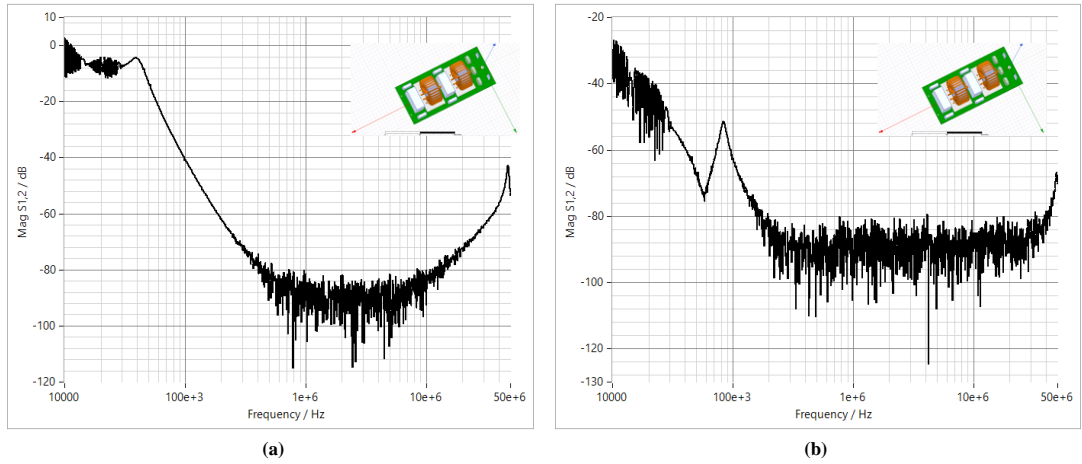 10
0
-20
-40
-60
-80
-100
-120
Mag S1,2 / dB
10000 100e+3 1e+6 10e+6 50e+6
Frequency / Hz
(a)
-20
-40
-60
-80
-100
-130
Mag S1,2 / dB
10000 100e+3 1e+6 10e+6 50e+6
Frequency / Hz
(b)